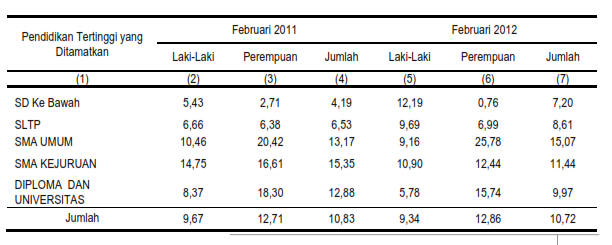 Pendidikan Tertinggi yang Ditamatkan Februari 2011 Februari 2012
Laki-Laki Perempuan Jumlah Laki-Laki Perempuan Jumlah
(1) (2) (3) (4) (5) (6) (7)
SD Ke Bawah 5,43 2,71 4,19 12,19 0,76 7,20
SLTP 6,66 6,38 6,53 9,69 6,99 8,61
SMA UMUM 10,46 20,42 13,17 9,16 25,78 15,07
SMA KEJURUAN 14,75 16,61 15,35 10,90 12,44 11,44
DIPLOMA DAN UNIVERSITAS 8,37 18,30 12,88 5,78 15,74 9,97
Jumlah 9,67 12,71 10,83 9,34 12,86 10,72